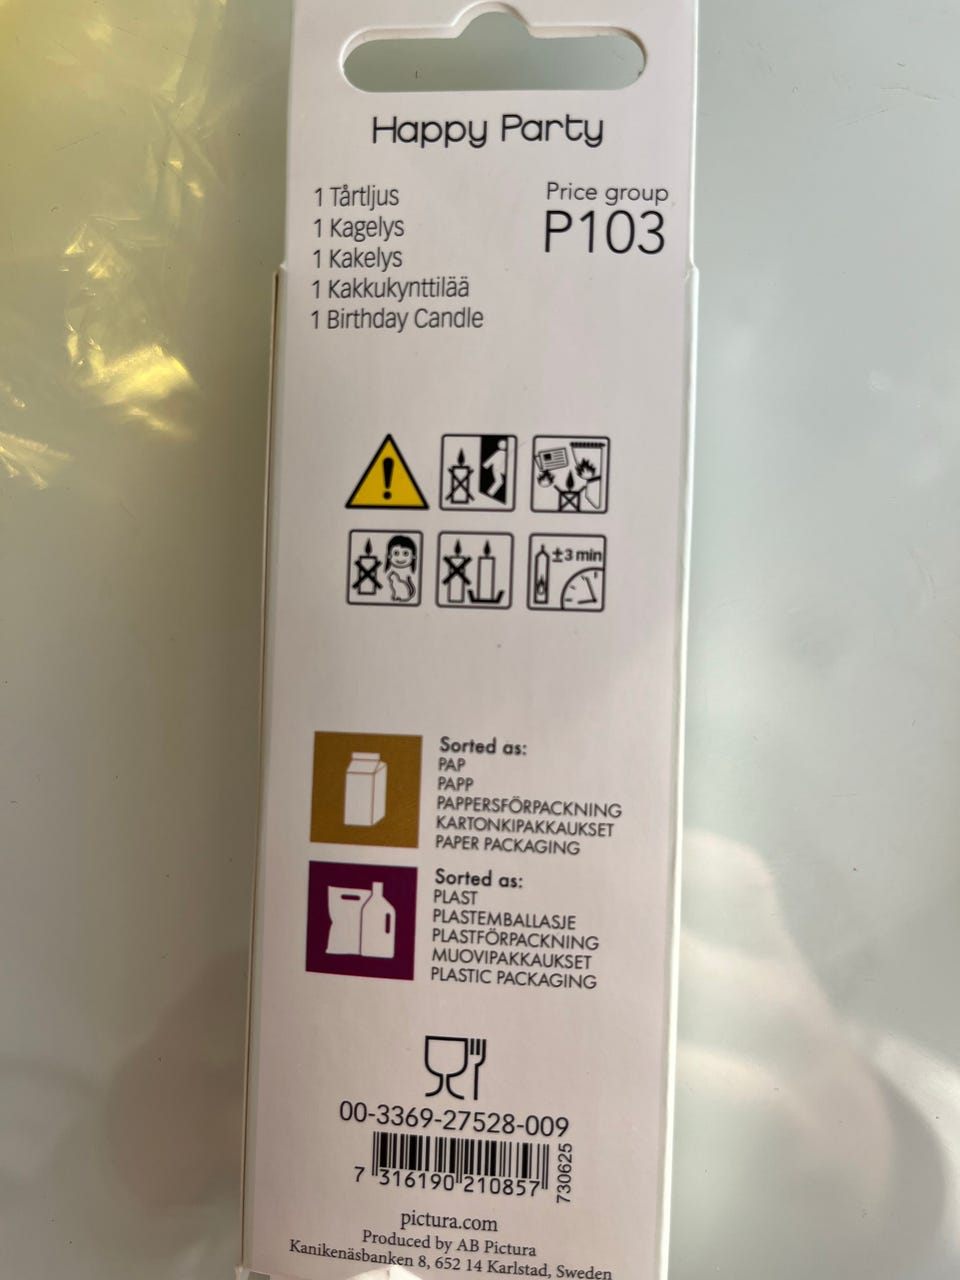 Happy Party
1 Tårtljus
1 Kagelys
1 Kakelys
1 Kakkukynttilää
1 Birthday Candle
Price group
P103
±3 min
Sorted as:
PAP
PAPP
PAPPERSFÖRPACKNING
KARTONKIPAKKAUKSET
PAPER PACKAGING
Sorted as:
PLAST
PLASTEMBALLASJE
PLASTFÖRPACKNING
MUOVIPAKKAUKSET
PLASTIC PACKAGING
00-3369-27528-009
7 316190 210857
730625
pictura.com
Produced by AB Pictura
Kanikenäsbanken 8, 652 14 Karlstad, Sweden